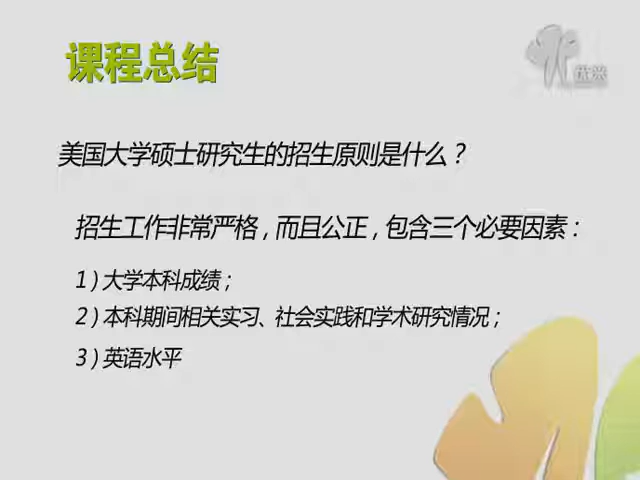 课程总结
优米
美国大学硕士研究生的招生原则是什么？
招生工作非常严格，而且公正，包含三个必要因素：
1）大学本科成绩；
2）本科期间相关实习、社会实践和学术研究情况；
3）英语水平